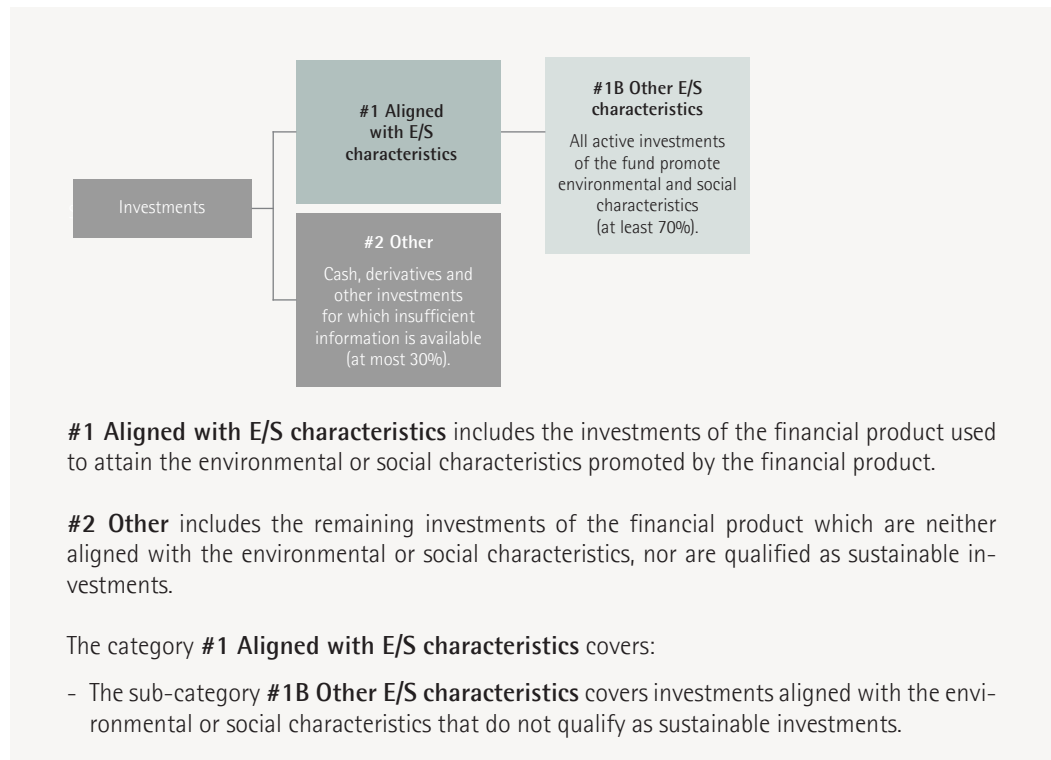 #1 Aligned
with E/S
characteristics
#1B Other E/S
characteristics
All active investments
of the fund promote
environmental and social
characteristics
(at least 70%).
Investments
#2 Other
Cash, derivatives and
other investments
for which insufficient
information is available
(at most 30%).
#1 Aligned with E/S characteristics includes the investments of the financial product used
to attain the environmental or social characteristics promoted by the financial product.
#2 Other includes the remaining investments of the financial product which are neither
aligned with the environmental or social characteristics, nor are qualified as sustainable in-
vestments.
The category #1 Aligned with E/S characteristics covers:
- The sub-category #1B Other E/S characteristics covers investments aligned with the envi-
ronmental or social characteristics that do not qualify as sustainable investments.